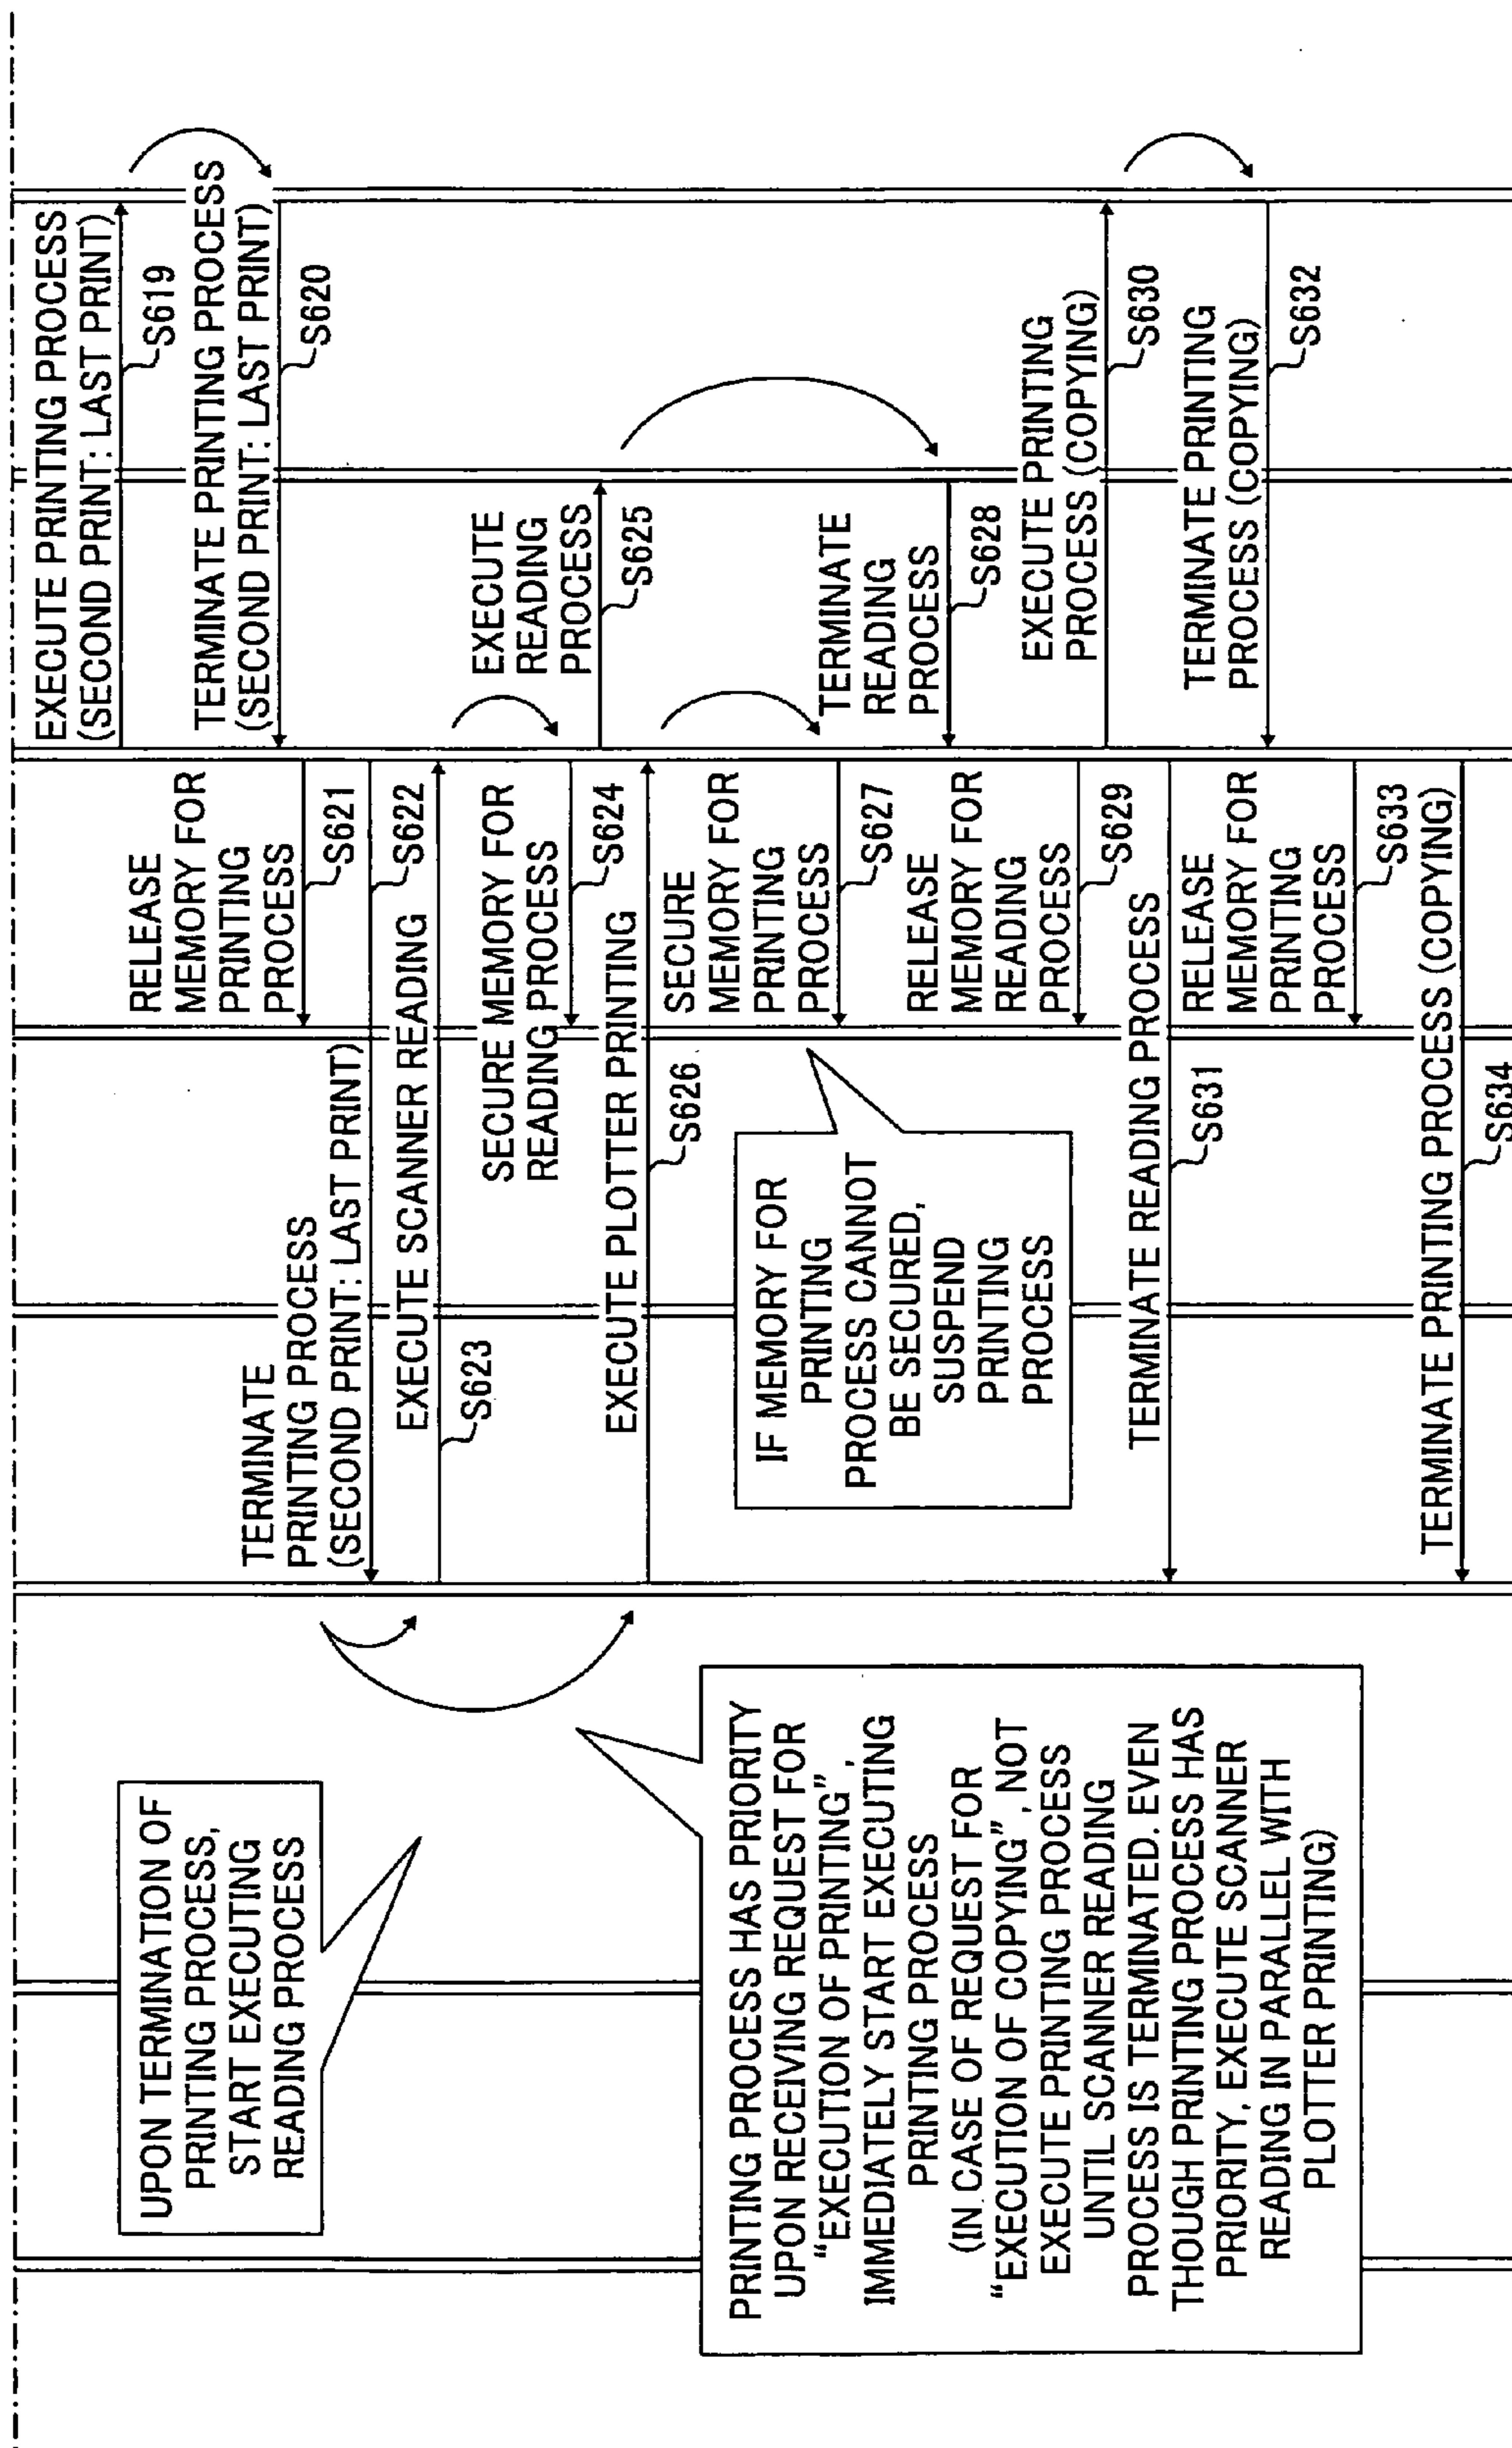 EXECUTE PRINTING PROCESS
(SECOND PRINT: LAST PRINT)
S619
TERMINATE PRINTING PROCESS
(SECOND PRINT: LAST PRINT)
S620
RELEASE
MEMORY FOR
PRINTING
PROCESS
S621
TERMINATE
PRINTING PROCESS
(SECOND PRINT: LAST PRINT)
S622
UPON TERMINATION OF
PRINTING PROCESS,
START EXECUTING
READING PROCESS
EXECUTE SCANNER READING
S623
SECURE MEMORY FOR
READING PROCESS
S624
EXECUTE
READING
PROCESS
S625
EXECUTE PLOTTER PRINTING
S626
SECURE
MEMORY FOR
PRINTING
PROCESS
S627
IF MEMORY FOR
PRINTING
PROCESS CANNOT
BE SECURED,
SUSPEND
PRINTING
PROCESS
PRINTING PROCESS HAS PRIORITY
UPON RECEIVING REQUEST FOR
“EXECUTION OF PRINTING”,
IMMEDIATELY START EXECUTING
PRINTING PROCESS
(IN CASE OF REQUEST FOR
“EXECUTION OF COPYING”, NOT
EXECUTE PRINTING PROCESS
UNTIL SCANNER READING
PROCESS IS TERMINATED. EVEN
THOUGH PRINTING PROCESS HAS
PRIORITY, EXECUTE SCANNER
READING IN PARALLEL WITH
PLOTTER PRINTING)
TERMINATE
READING
PROCESS
S628
RELEASE
MEMORY FOR
READING
PROCESS
S629
EXECUTE PRINTING
PROCESS (COPYING)
S630
TERMINATE READING PROCESS
S631
TERMINATE PRINTING
PROCESS (COPYING)
S632
RELEASE
MEMORY FOR
PRINTING
PROCESS
S633
TERMINATE PRINTING PROCESS (COPYING)
S634